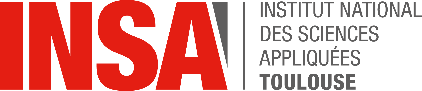 INSA
INSTITUT NATIONAL
DES SCIENCES
APPLIQUÉES
TOULOUSE